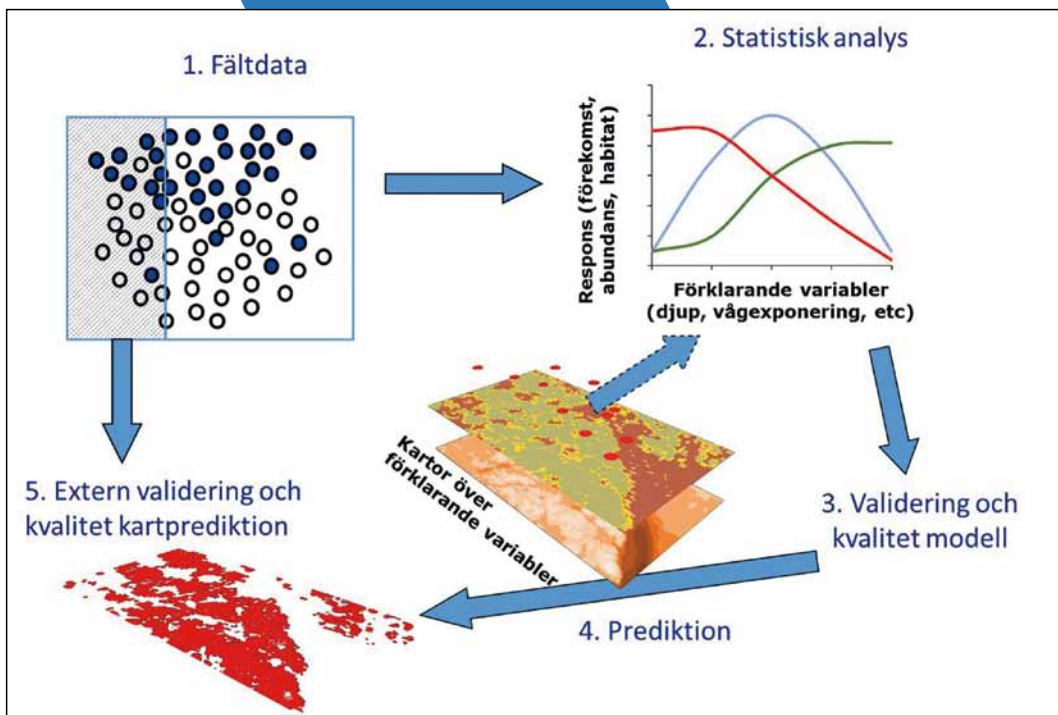 1. Fältdata
2. Statistisk analys
Respons (förekomst,
abundans, habitat)
Förklarande variabler
(djup, vågexponering, etc)
Kartor över
förklarande variabler
3. Validering och
kvalitet modell
4. Prediktion
5. Extern validering och
kvalitet kartprediktion